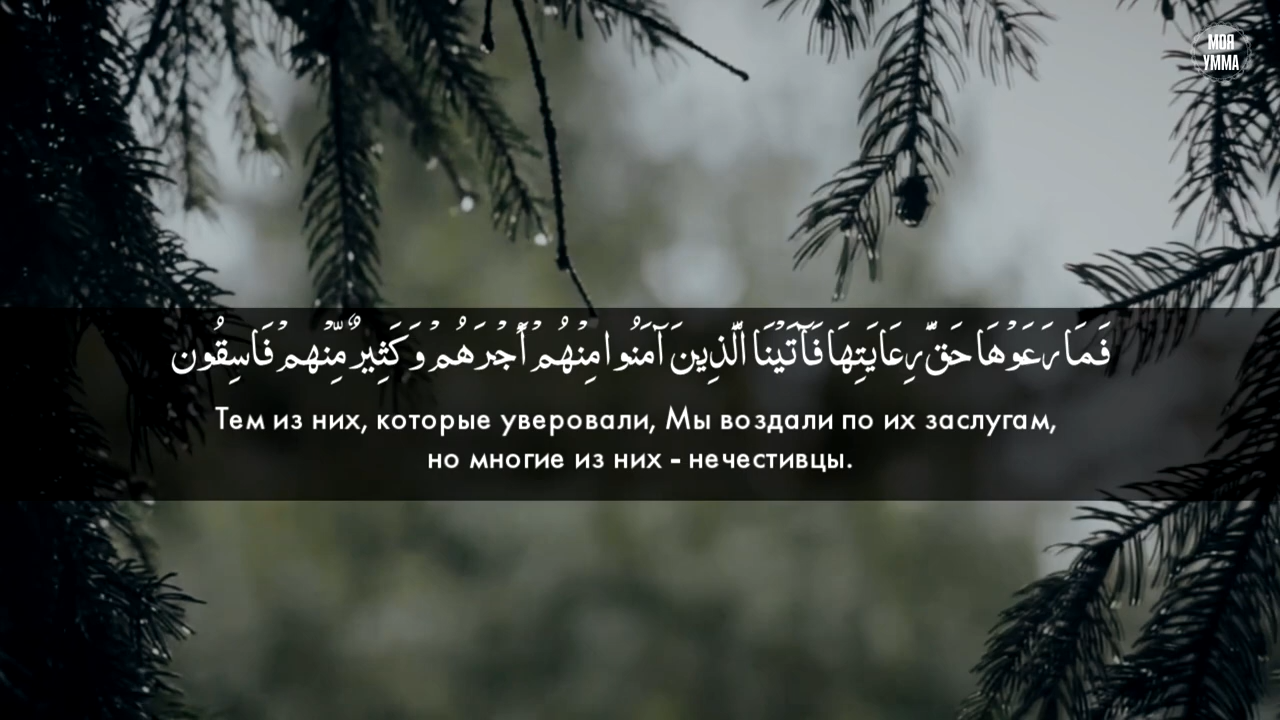 МОЯ
УММА
فَمَا رَعَوْهَا حَقَّ رِعَايَتِهَا فَآتَيْنَا الَّذِينَ آمَنُوا مِنْهُمْ أَجْرَهُمْ وَكَثِيرٌ مِّنْهُمْ فَاسِقُون
Тем из них, которые уверовали, Мы воздали по их заслугам,
но многие из них - нечестивцы.